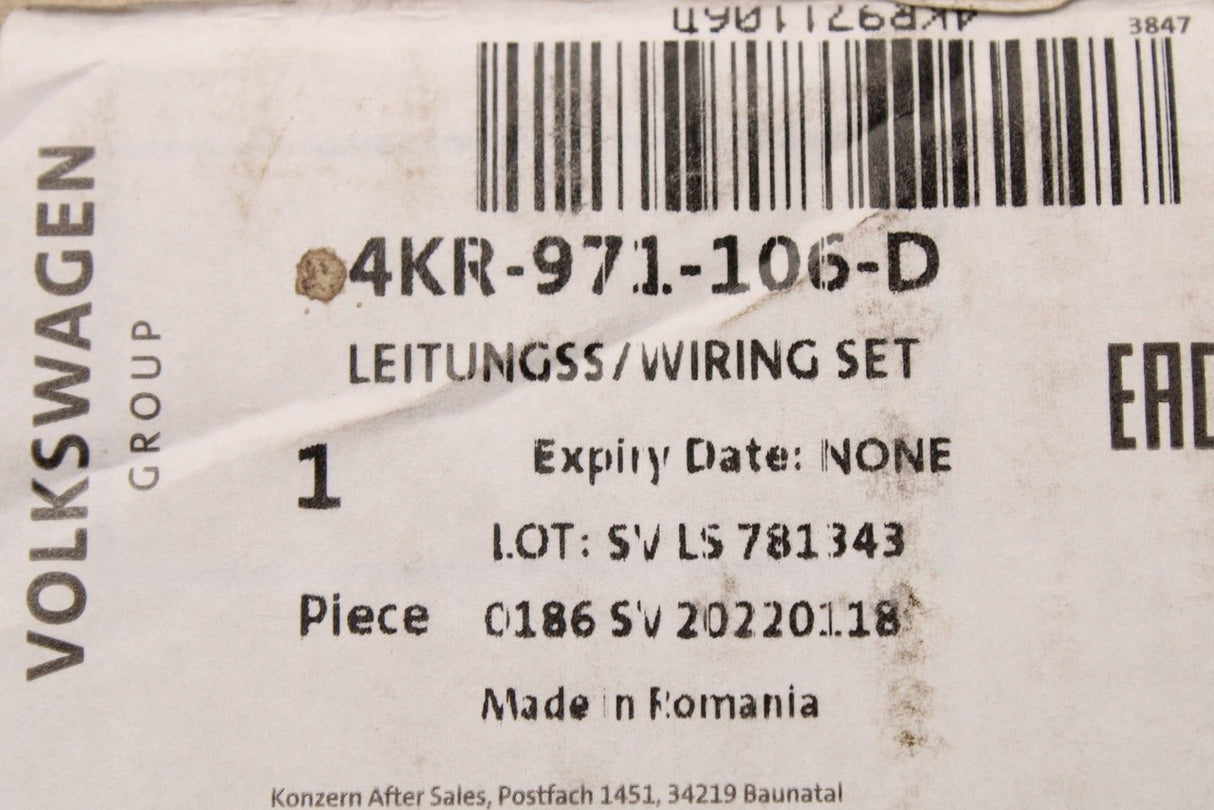 4KR971106D
3847
4KR-971-106-D
LEITUNGSS/WIRING SET
EAC
1
Expiry Date: NONE
LOT: SV LS 781343
Piece
0186 SV 20220118
Made in Romania
Konzern After Sales, Postfach 1451, 34219 Baunatal
VOLKSWAGEN
GROUP